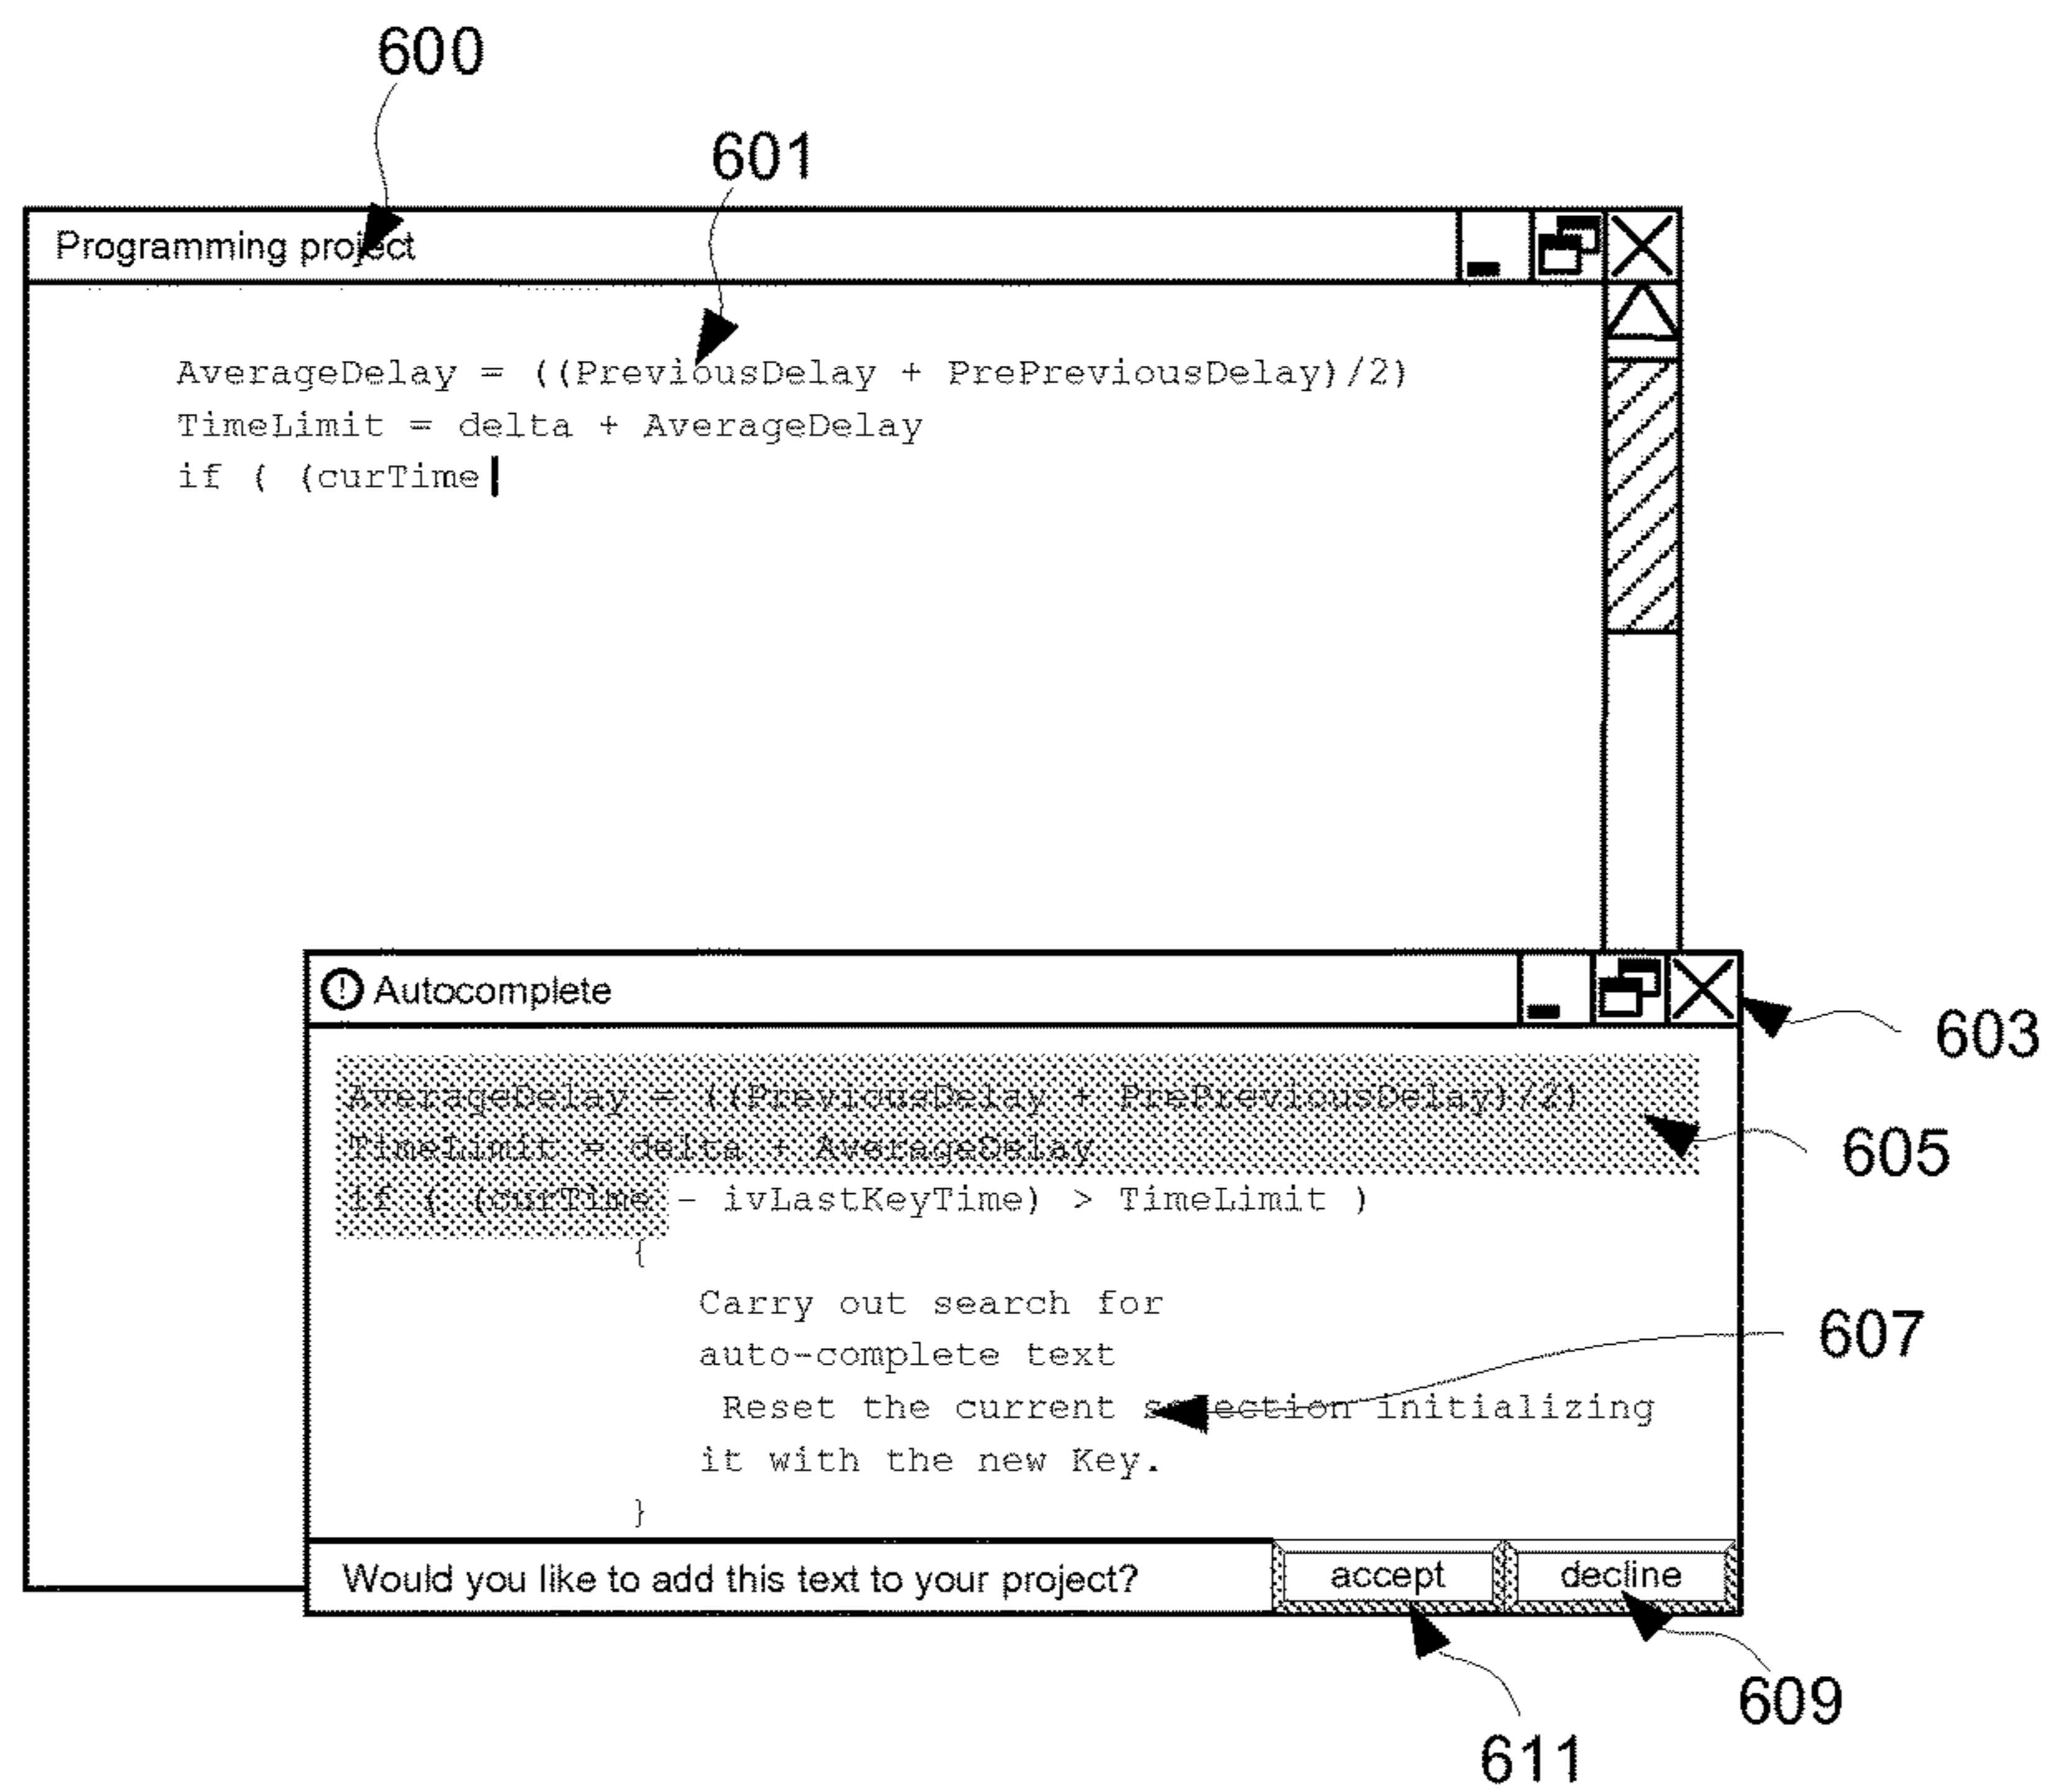 600
601
Programming project
AverageDelay = ((PreviousDelay + PrePreviousDelay)/2)
TimeLimit = delta + AverageDelay
if ( (curTime
Autocomplete
603
AverageDelay = ((PreviousDelay + PrePreviousDelay)/2)
605
TimeLimit = delta + AverageDelay
if ( (curTime - ivLastKeyTime) > TimeLimit )
{
Carry out search for
607
auto-complete text
Reset the current selection initializing
it with the new Key.
}
Would you like to add this text to your project? accept decline
609
611